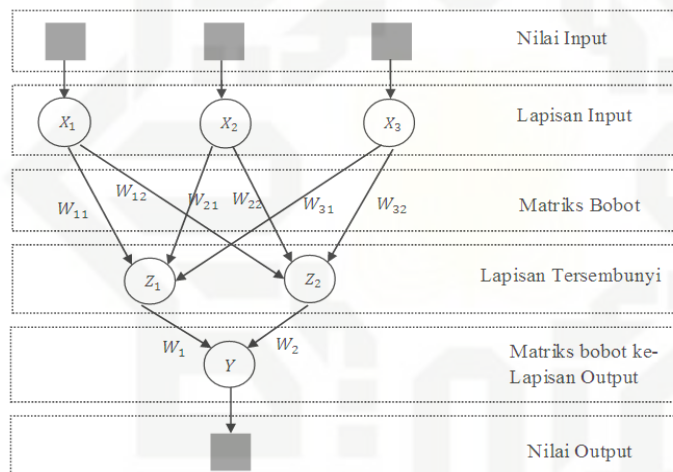 Nilai Input
X₁ X₂ X₃ Lapisan Input
W₁₁ W₁₂ W₂₁ W₂₂ W₃₁ W₃₂ Matriks Bobot
Z₁ Z₂ Lapisan Tersembunyi
W₁ W₂ Matriks bobot ke-
Y Lapisan Output
Nilai Output